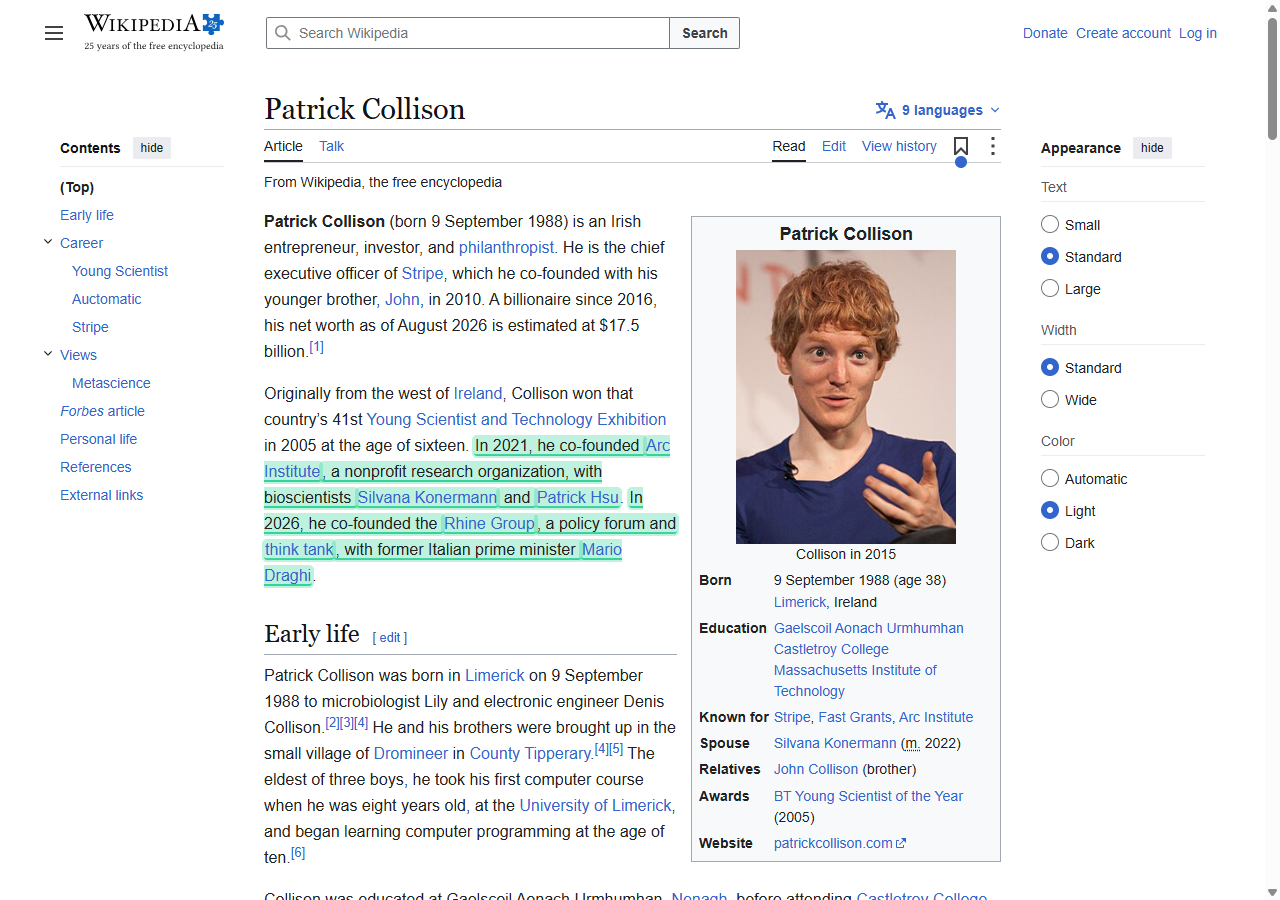 WIKIPEDIA 25
25 years of the free encyclopedia
Search Wikipedia
Search
Donate Create account Log in
Patrick Collison
9 languages
Article Talk
Read Edit View history
From Wikipedia, the free encyclopedia
Contents hide
(Top)
Early life
Career
Young Scientist
Auctomatic
Stripe
Views
Metascience
Forbes article
Personal life
References
External links
Patrick Collison (born 9 September 1988) is an Irish
entrepreneur, investor, and philanthropist. He is the chief
executive officer of Stripe, which he co-founded with his
younger brother, John, in 2010. A billionaire since 2016,
his net worth as of August 2026 is estimated at $17.5
billion.[1]
Originally from the west of Ireland, Collison won that
country’s 41st Young Scientist and Technology Exhibition
in 2005 at the age of sixteen. In 2021, he co-founded Arc
Institute, a nonprofit research organization, with
bioscientists Silvana Konermann and Patrick Hsu. In
2026, he co-founded the Rhine Group, a policy forum and
think tank, with former Italian prime minister Mario
Draghi.
Early life [ edit ]
Patrick Collison was born in Limerick on 9 September
1988 to microbiologist Lily and electronic engineer Denis
Collison.[2][3][4] He and his brothers were brought up in the
small village of Dromineer in County Tipperary.[4][5] The
eldest of three boys, he took his first computer course
when he was eight years old, at the University of Limerick,
and began learning computer programming at the age of
ten.[6]
Collison was educated at Gaelscoil Aonach Urmhumhan, Nenagh, before attending Castletroy College
Patrick Collison
Collison in 2015
Born 9 September 1988 (age 38)
Limerick, Ireland
Education Gaelscoil Aonach Urmhumhan
Castletroy College
Massachusetts Institute of
Technology
Known for Stripe, Fast Grants, Arc Institute
Spouse Silvana Konermann (m. 2022)
Relatives John Collison (brother)
Awards BT Young Scientist of the Year
(2005)
Website patrickcollison.com
Appearance hide
Text
Small
Standard
Large
Width
Standard
Wide
Color
Automatic
Light
Dark